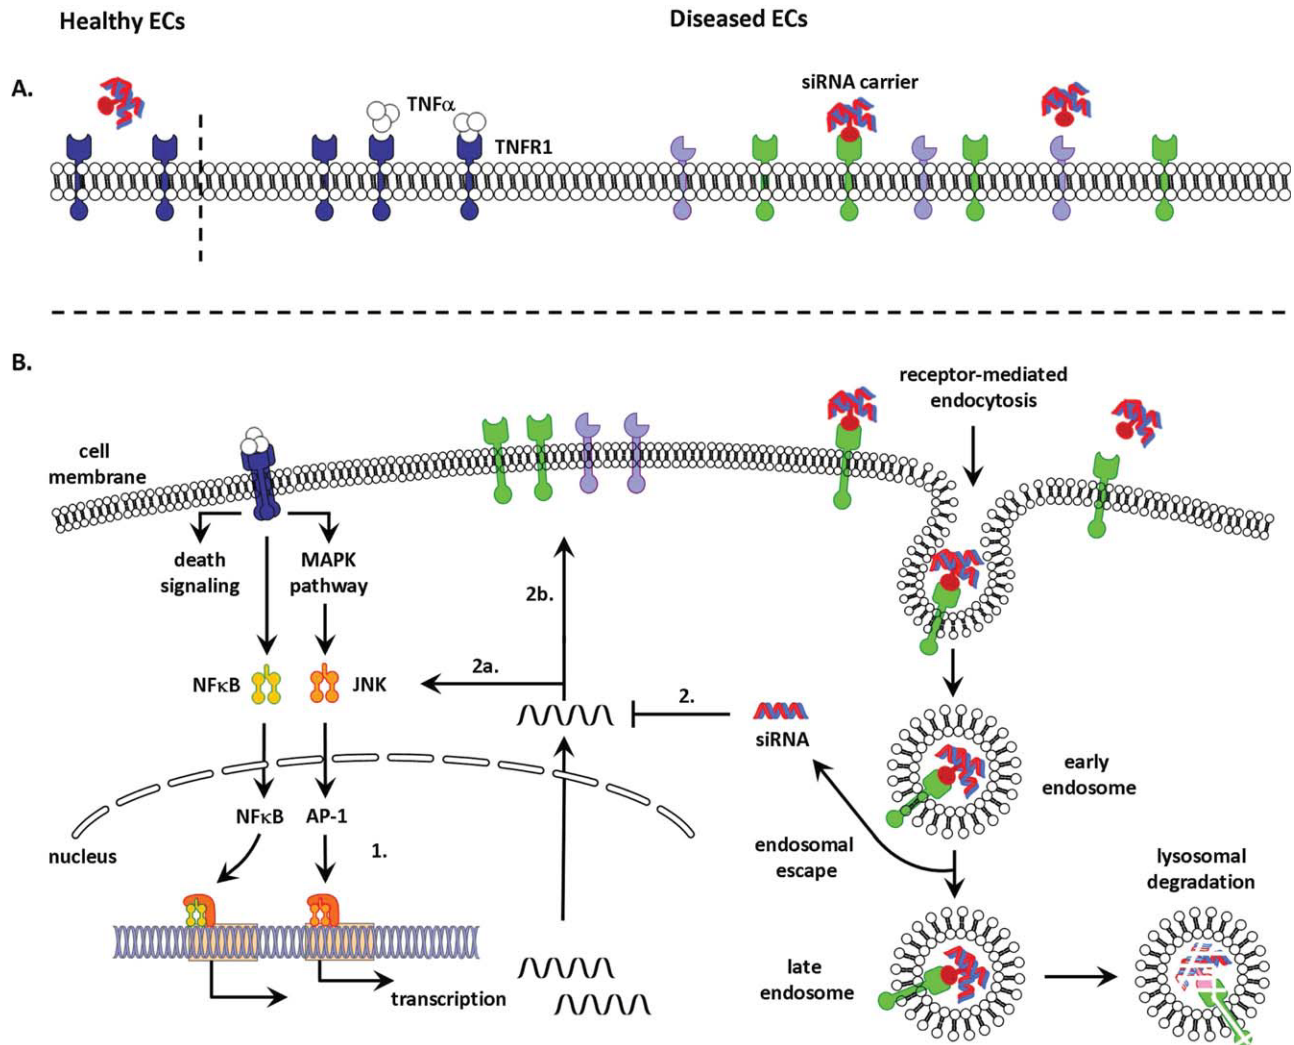 Healthy ECs
Diseased ECs
A.
TNFα
siRNA carrier
TNFR1
B.
receptor-mediated
endocytosis
cell
membrane
death
signaling
MAPK
pathway
2b.
2a.
NFκB
JNK
2.
siRNA
early
endosome
NFκB
AP-1
nucleus
1.
endosomal
escape
lysosomal
degradation
late
endosome
transcription